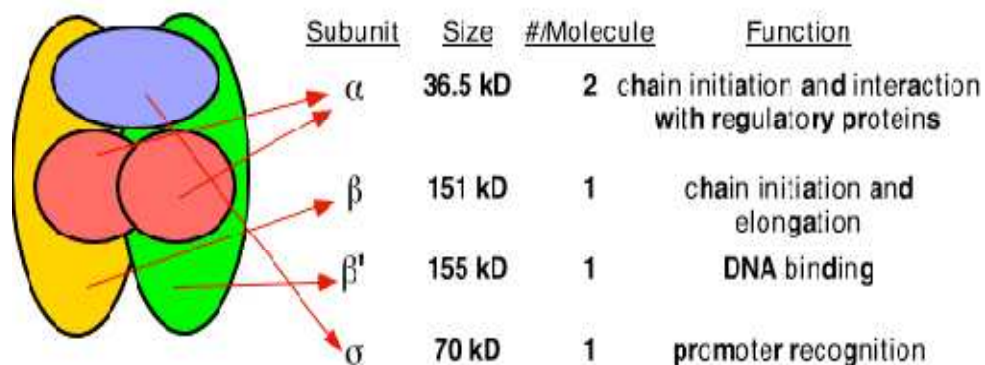 Subunit Size #/Molecule Function
α 36.5 kD 2 chain initiation and interaction
with regulatory proteins
β 151 kD 1 chain initiation and
elongation
β' 155 kD 1 DNA binding
σ 70 kD 1 promoter recognition